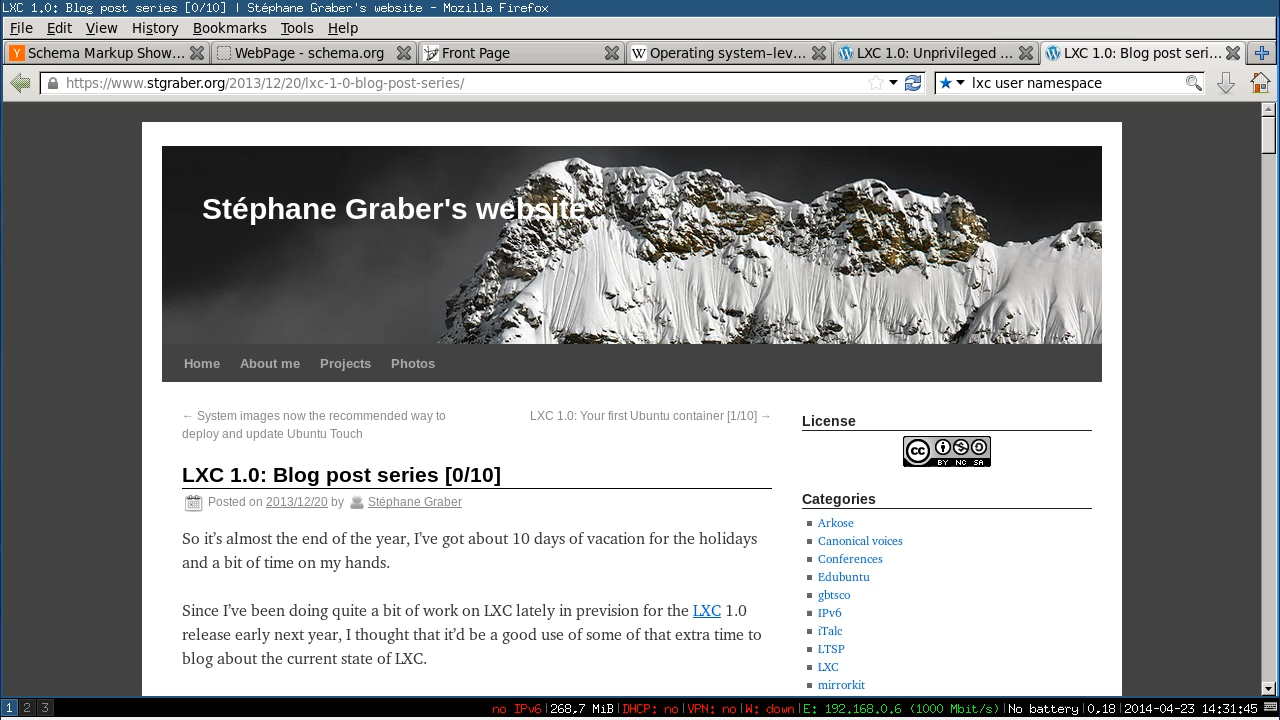 LXC 1.0: Blog post series [0/10] | Stéphane Graber's website - Mozilla Firefox
File Edit View History Bookmarks Tools Help
Schema Markup Show... WebPage - schema.org Front Page Operating system-lev... LXC 1.0: Unprivileged ... LXC 1.0: Blog post seri...
https://www.stgraber.org/2013/12/20/lxc-1-0-blog-post-series/ lxc user namespace
Stéphane Graber's website
Home About me Projects Photos
← System images now the recommended way to
deploy and update Ubuntu Touch
LXC 1.0: Your first Ubuntu container [1/10] →
LXC 1.0: Blog post series [0/10]
Posted on 2013/12/20 by Stéphane Graber
So it’s almost the end of the year, I’ve got about 10 days of vacation for the holidays
and a bit of time on my hands.
Since I’ve been doing quite a bit of work on LXC lately in prevision for the LXC 1.0
release early next year, I thought that it’d be a good use of some of that extra time to
blog about the current state of LXC.
License
cc BY NC SA
Categories
Arkose
Canonical voices
Conferences
Edubuntu
gbtsco
IPv6
iTalc
LTSP
LXC
mirrorkit
1 2 3 no IPv6|268.7 MiB|DHCP: no|VPN: no|W: down|E: 192.168.0.6 (1000 Mbit/s)|No battery|0.18|2014-04-23 14:31:45